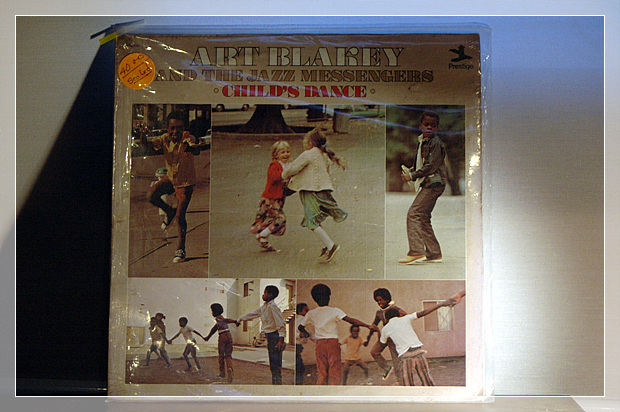 ART BLAKEY
AND THE JAZZ MESSENGERS
· CHILD'S DANCE ·
Prestige